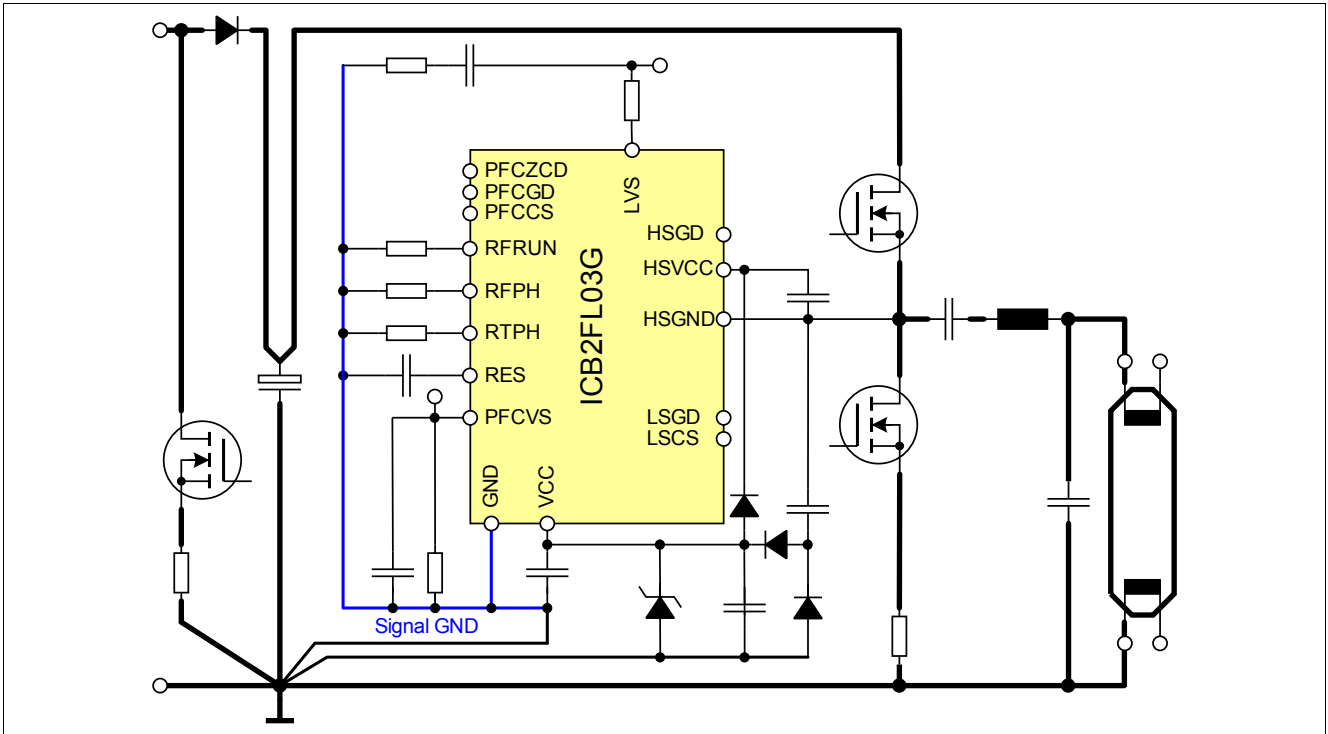 PFCZCD
PFCGD
PFCCS
LVS
HSGD
RFRUN
HSVCC
RFPH
HSGND
RTPH
RES
ICB2FL03G
PFCVS
LSGD
LSCS
GND
VCC
Signal GND